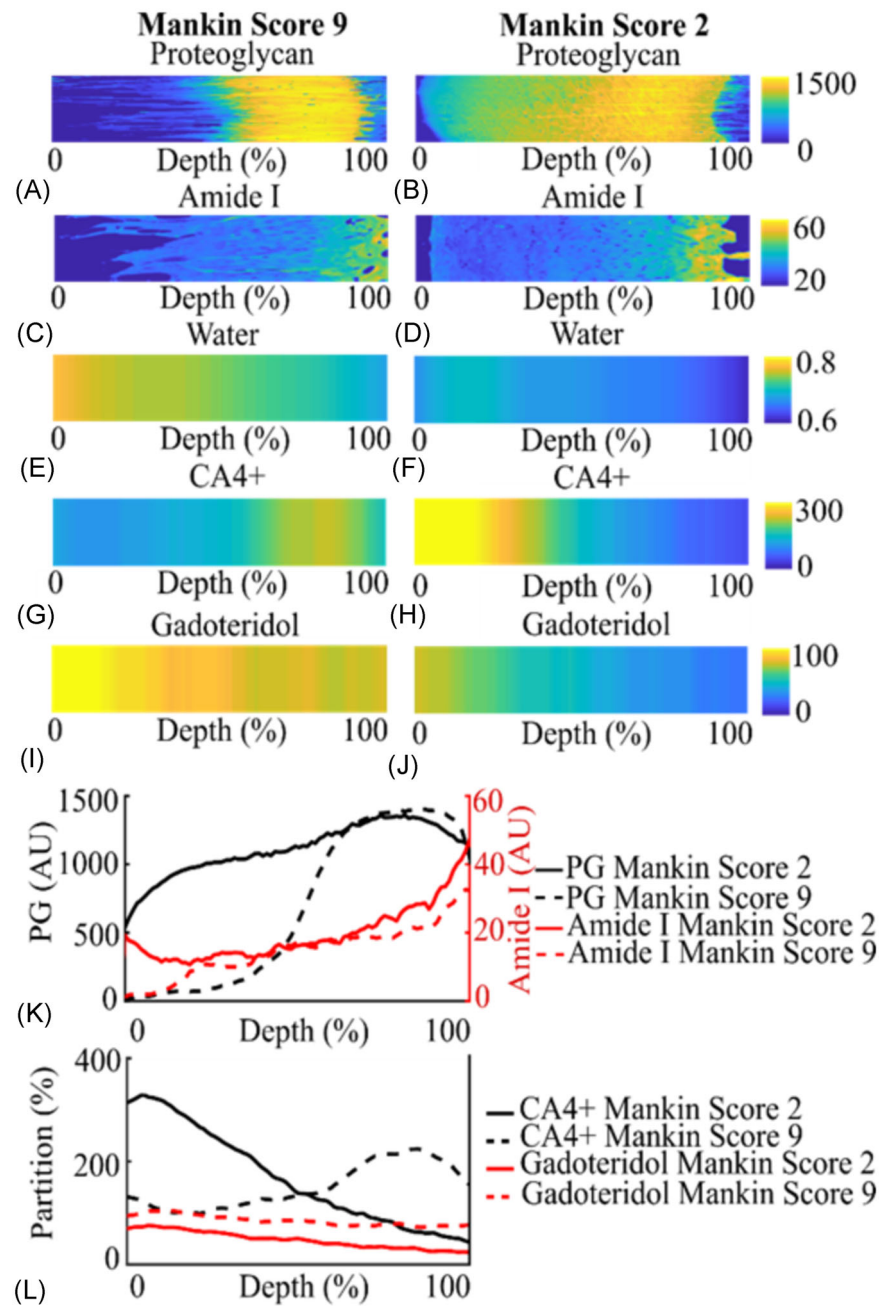 Mankin Score 9 Mankin Score 2
Proteoglycan Proteoglycan
1500
0
0 Depth (%) 100 0 Depth (%) 100
(A) (B)
Amide I Amide I
60
20
0 Depth (%) 100 0 Depth (%) 100
(C) (D)
Water Water
0.8
0.6
0 Depth (%) 100 0 Depth (%) 100
(E) (F)
CA4+ CA4+
300
0
0 Depth (%) 100 0 Depth (%) 100
(G) (H)
Gadoteridol Gadoteridol
100
0
0 Depth (%) 100 0 Depth (%) 100
(I) (J)
1500
1000
500
0
PG (AU)
60
40
20
0
Amide I (AU)
PG Mankin Score 2
PG Mankin Score 9
Amide I Mankin Score 2
Amide I Mankin Score 9
0 Depth (%) 100
(K)
400
200
0
Partition (%)
CA4+ Mankin Score 2
CA4+ Mankin Score 9
Gadoteridol Mankin Score 2
Gadoteridol Mankin Score 9
0 Depth (%) 100
(L)